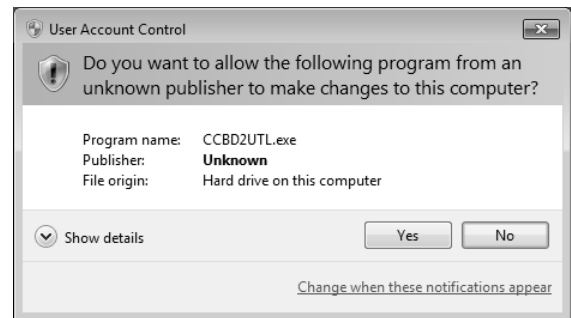 User Account Control
Do you want to allow the following program from an
unknown publisher to make changes to this computer?
Program name: CCBD2UTL.exe
Publisher: Unknown
File origin: Hard drive on this computer
Show details Yes No
Change when these notifications appear